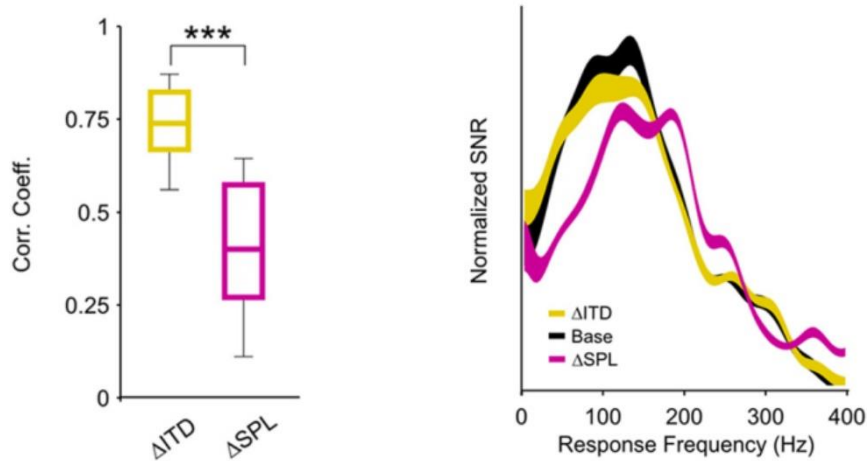 1
0.75
0.5
0.25
0
Corr. Coeff.
***
ΔITD
ΔSPL
Normalized SNR
ΔITD
Base
ΔSPL
0 100 200 300 400
Response Frequency (Hz)